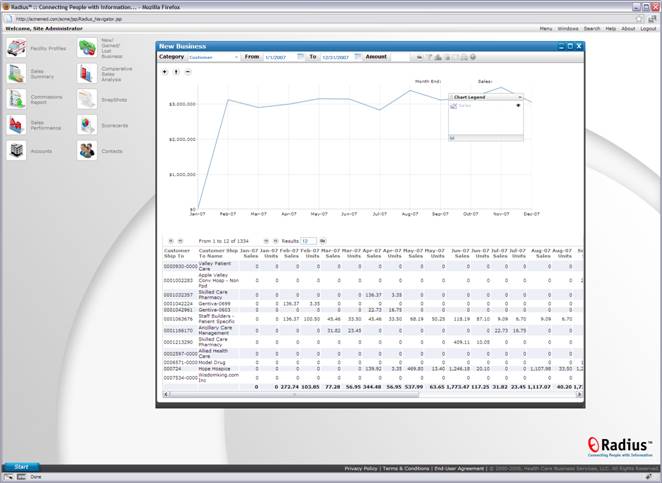 Radius™ :: Connecting People with Information... - Mozilla Firefox
http://acmemed.com/acme/jsp/Radius_Navigator.jsp
Welcome, Site Administrator
Menu Windows Search Help About Logout
Facility Profiles
New/ Gained/ Lost Business
Sales Summary
Comparative Sales Analysis
Commissions Report
SnapShots
Sales Performance
Scorecards
Accounts
Contacts
New Business
Category Customer From 1/1/2007 To 12/31/2007 Amount
Month End: Sales:
$3,000,000
$2,000,000
$1,000,000
$0
Jan-07 Feb-07 Mar-07 Apr-07 May-07 Jun-07 Jul-07 Aug-07 Sep-07 Oct-07 Nov-07 Dec-07
Chart Legend
Sales
From 1 to 12 of 1334 Results 12
Customer Ship To Customer Ship To Name Jan-07 Sales Jan-07 Units Feb-07 Sales Feb-07 Units Mar-07 Sales Mar-07 Units Apr-07 Sales Apr-07 Units May-07 Sales May-07 Units Jun-07 Sales Jun-07 Units Jul-07 Sales Jul-07 Units Aug-07 Sales Aug-07 Units
0000930-0000 Valley Patient Care 0 0 0 0 0 0 0 0 0 0 0 0 0 0 0 0
0001002283 Apple Valley Conv Hosp - Non Ppd 0 0 0 0 0 0 0 0 0 0 0 0 0 0 0 0
0001032357 Skilled Care Pharmacy 0 0 0 0 0 0 136.37 3.35 0 0 0 0 0 0 0 0
0001042224 Gentiva-0699 0 0 136.37 3.35 0 0 0 0 0 0 0 0 0 0 0 0
0001042961 Gentiva-0603 0 0 0 0 0 0 22.73 16.75 0 0 0 0 0 0 0 0
0001063676 Staff Builders - Patient Specific 0 0 136.37 100.50 45.46 33.50 45.46 33.50 68.19 50.25 118.19 87.10 9.09 6.70 9.09 6.70
0001166170 Ancillary Care Management 0 0 0 0 31.82 23.45 0 0 0 0 0 0 22.73 16.75 0 0
0001213290 Skilled Care Pharmacy 0 0 0 0 0 0 0 0 0 0 409.11 10.05 0 0 0 0
0002597-0000 Allied Health Care 0 0 0 0 0 0 0 0 0 0 0 0 0 0 0 0
0006571-0000 Model Drug 0 0 0 0 0 0 0 0 0 0 0 0 0 0 0 0
000724 Hope Hospice 0 0 0 0 0 0 139.92 3.35 469.80 13.40 1,246.18 20.10 0 0 1,107.98 33.50
0007534-0000 Wisdomking.com Inc 0 0 0 0 0 0 0 0 0 0 0 0 0 0 0 0
0 0 272.74 103.85 77.28 56.95 344.48 56.95 537.99 63.65 1,773.47 117.25 31.82 23.45 1,117.07 40.20
Radius™
Connecting People with Information
Start
Privacy Policy | Terms & Conditions | End-User Agreement | © 2000-2008, Health Care Business Services, LLC. All Rights Reserved.
Done